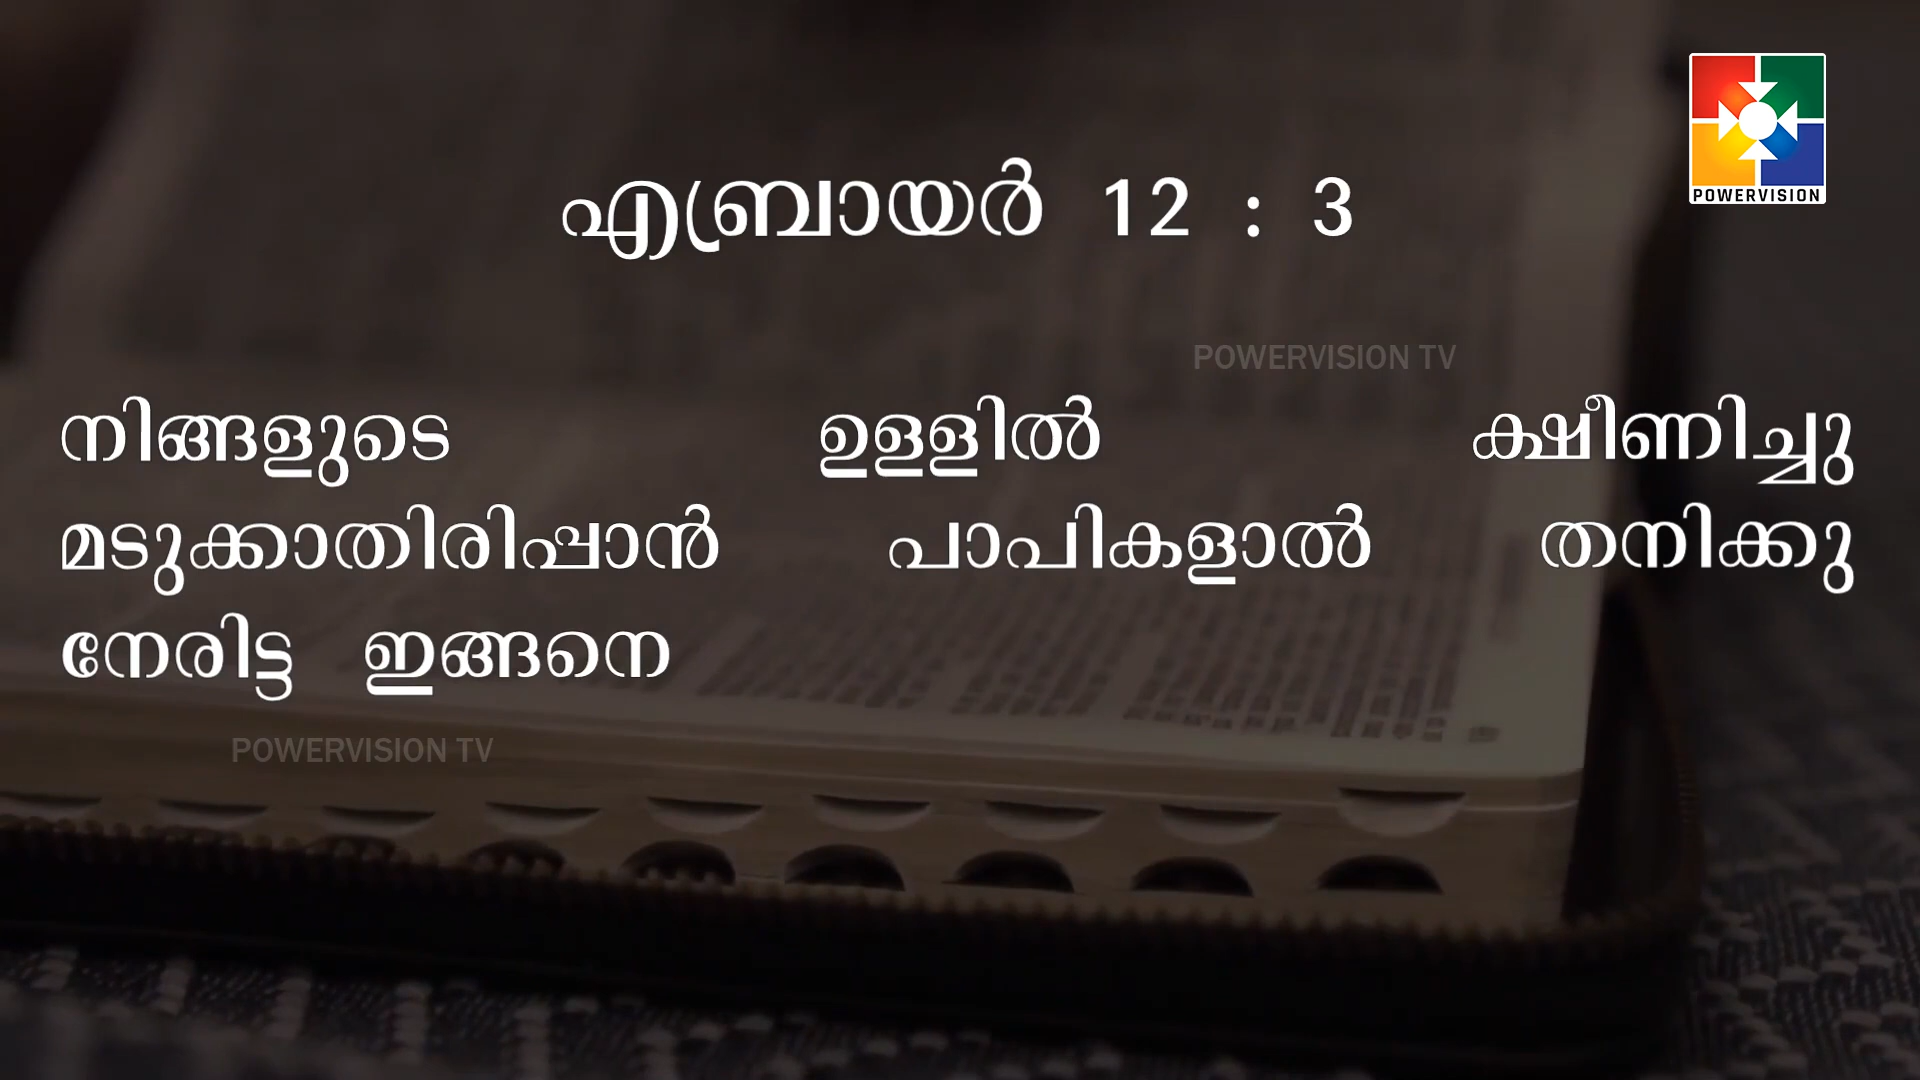 POWERVISION
എബ്രായർ 12 : 3
POWERVISION TV
നിങ്ങളുടെ ഉള്ളിൽ ക്ഷീണിച്ചു
മടുക്കാതിരിപ്പാൻ പാപികളാൽ തനിക്കു
നേരിട്ട ഇങ്ങനെ
POWERVISION TV